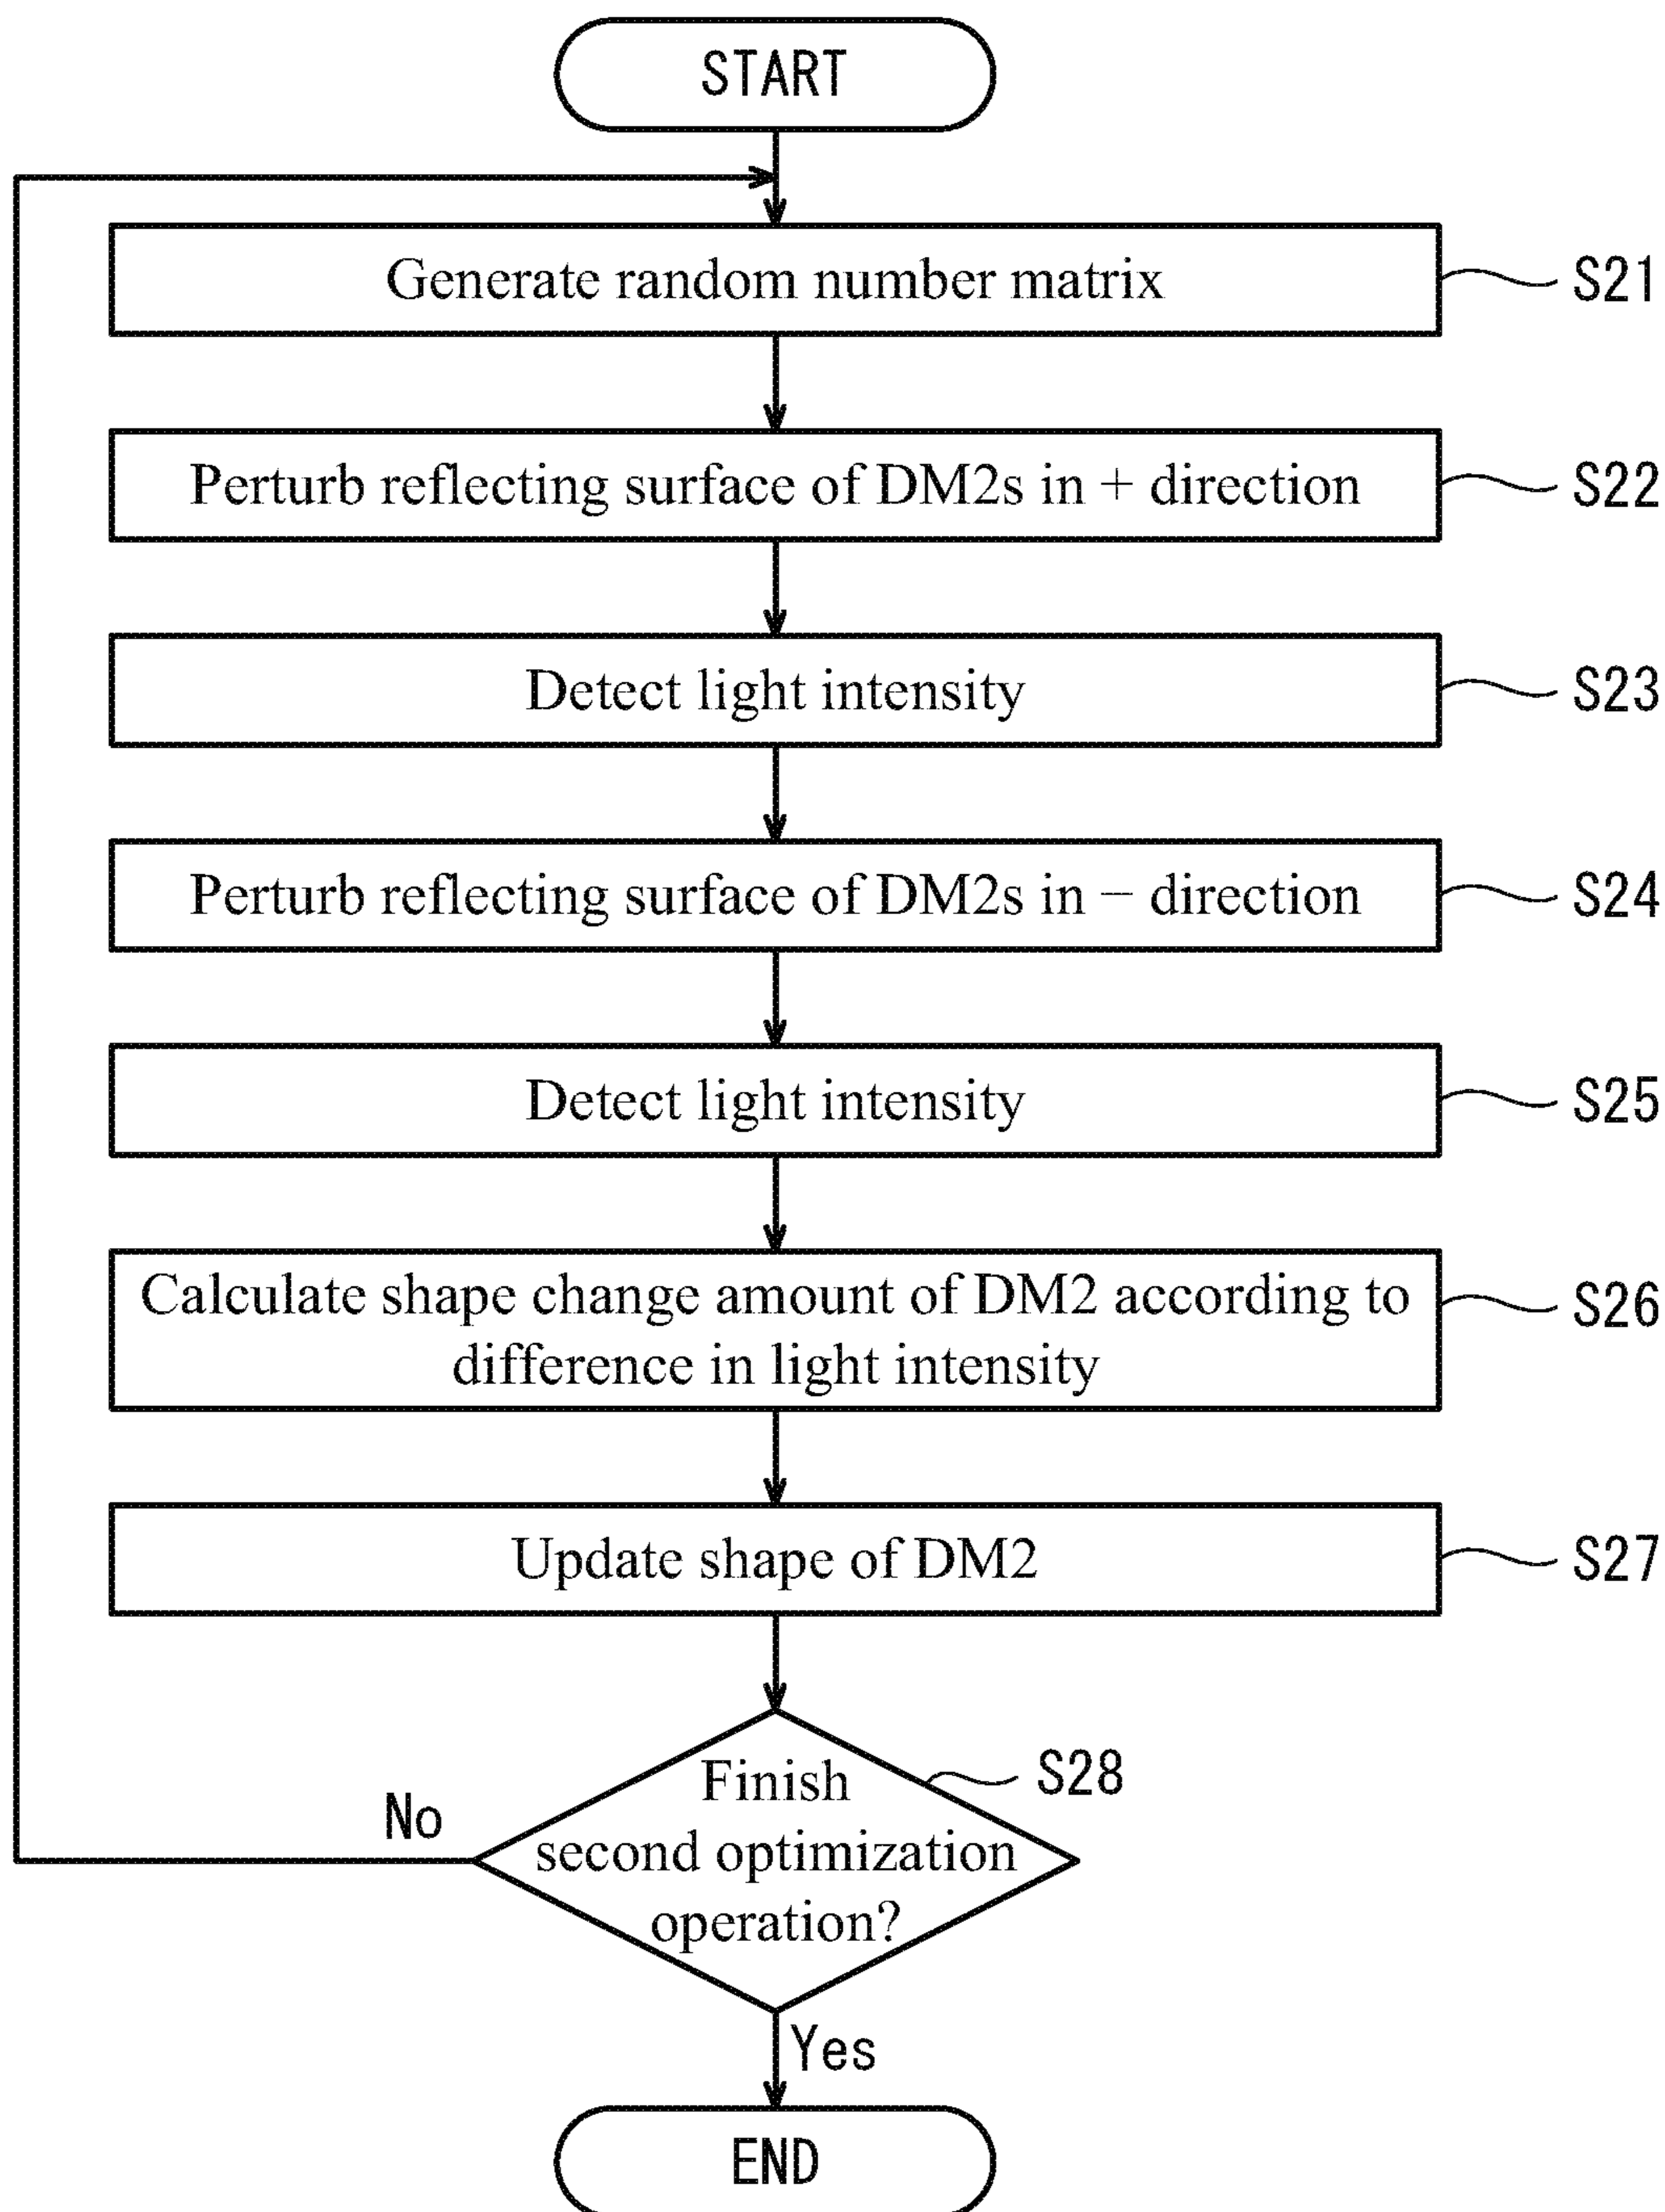 START
Generate random number matrix
S21
Perturb reflecting surface of DM2s in + direction
S22
Detect light intensity
S23
Perturb reflecting surface of DM2s in − direction
S24
Detect light intensity
S25
Calculate shape change amount of DM2 according to
difference in light intensity
S26
Update shape of DM2
S27
Finish
second optimization
operation?
S28
No
Yes
END